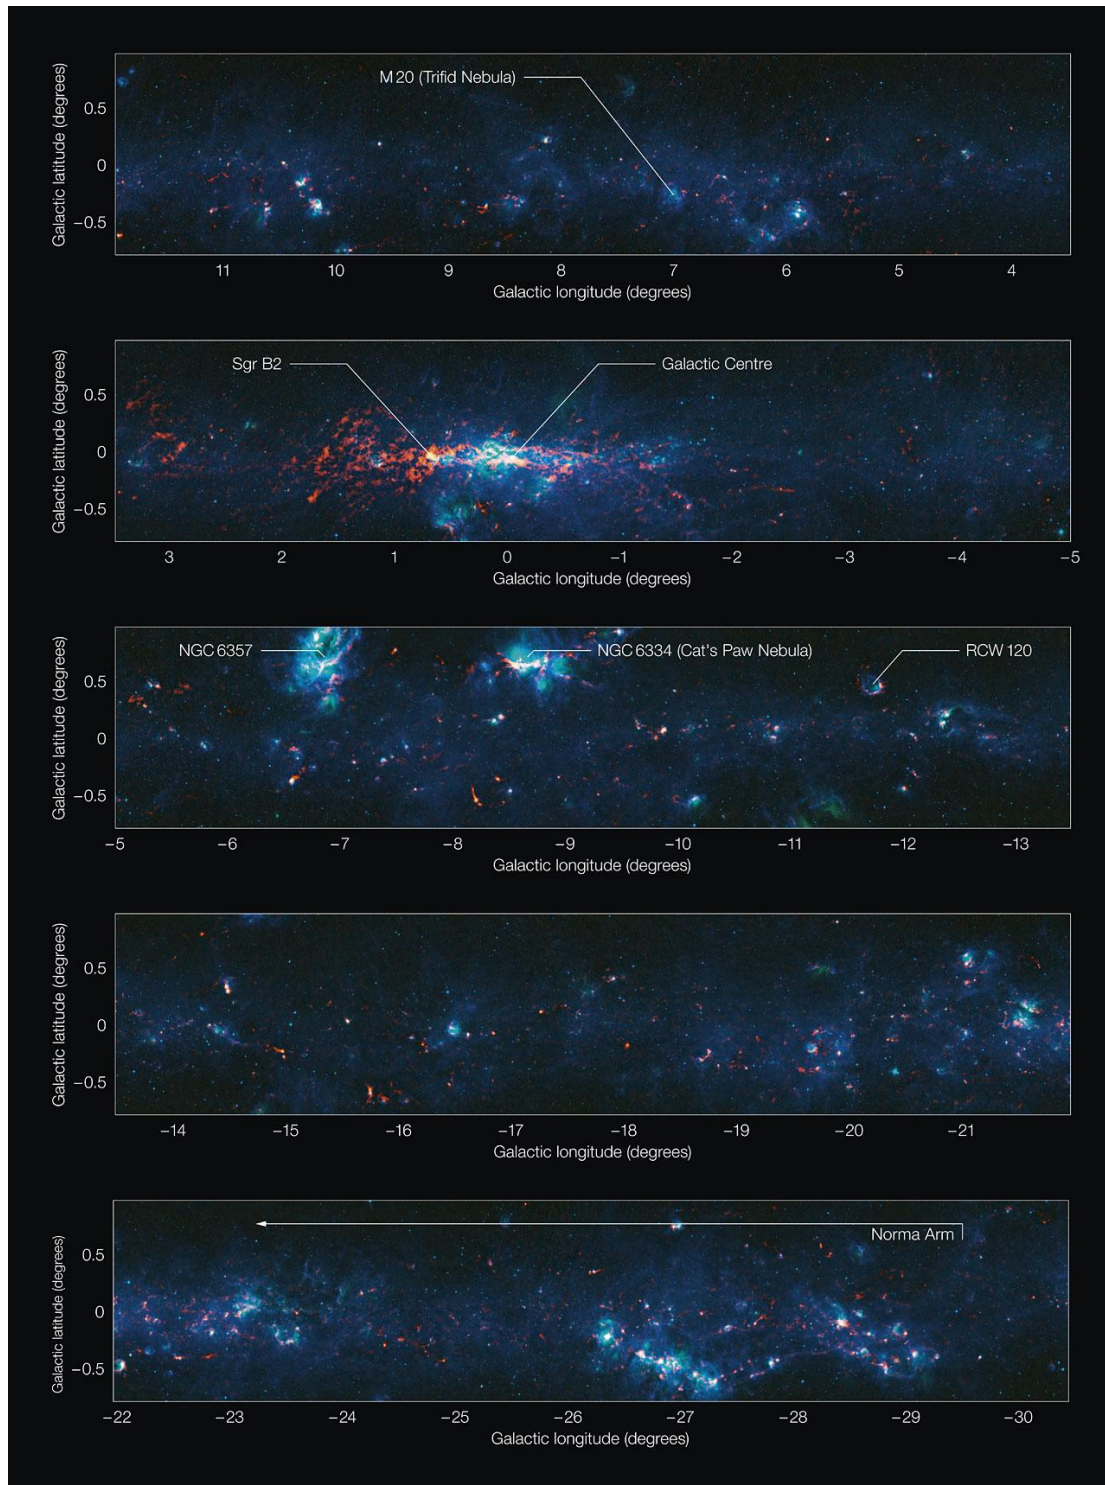 M 20 (Trifid Nebula)
Galactic latitude (degrees)
0.5
0
−0.5
11 10 9 8 7 6 5 4
Galactic longitude (degrees)
Sgr B2 Galactic Centre
Galactic latitude (degrees)
0.5
0
−0.5
3 2 1 0 −1 −2 −3 −4 −5
Galactic longitude (degrees)
NGC 6357 NGC 6334 (Cat's Paw Nebula) RCW 120
Galactic latitude (degrees)
0.5
0
−0.5
−5 −6 −7 −8 −9 −10 −11 −12 −13
Galactic longitude (degrees)
Galactic latitude (degrees)
0.5
0
−0.5
−14 −15 −16 −17 −18 −19 −20 −21
Galactic longitude (degrees)
Norma Arm
Galactic latitude (degrees)
0.5
0
−0.5
−22 −23 −24 −25 −26 −27 −28 −29 −30
Galactic longitude (degrees)